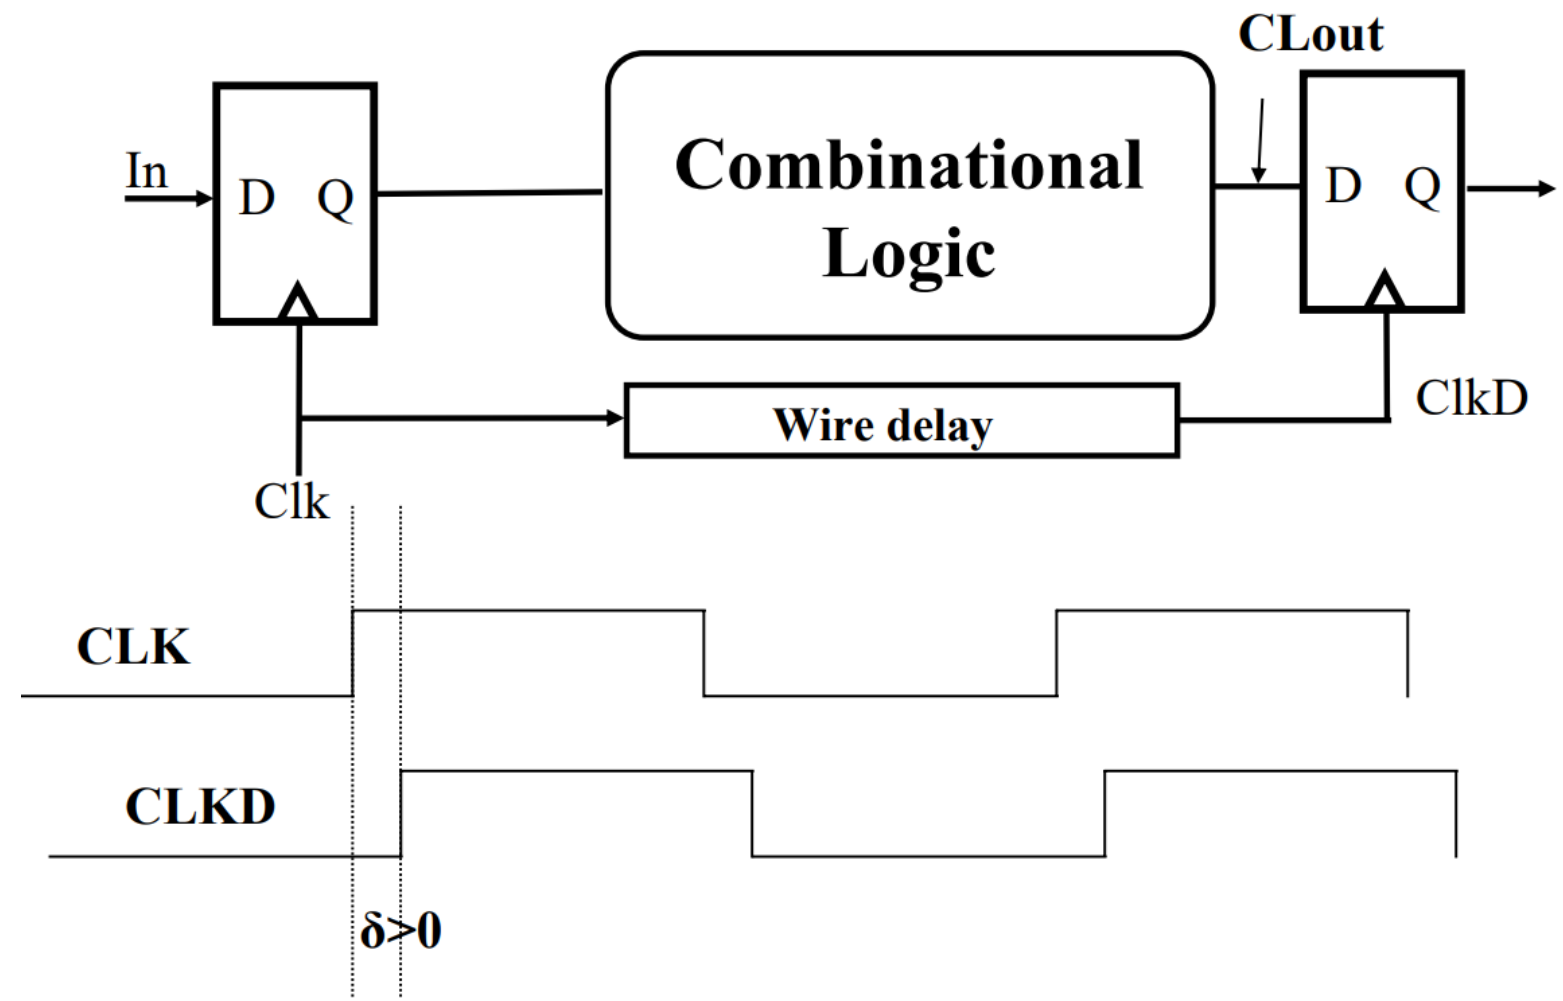 CLout
In
D Q
Combinational
Logic
D Q
Wire delay
ClkD
Clk
CLK
CLKD
δ>0